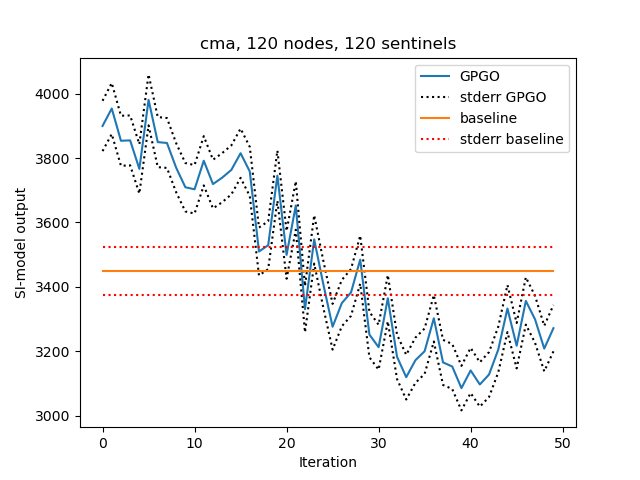 cma, 120 nodes, 120 sentinels
GPGO
stderr GPGO
baseline
stderr baseline
SI-model output
4000
3800
3600
3400
3200
3000
0 10 20 30 40 50
Iteration